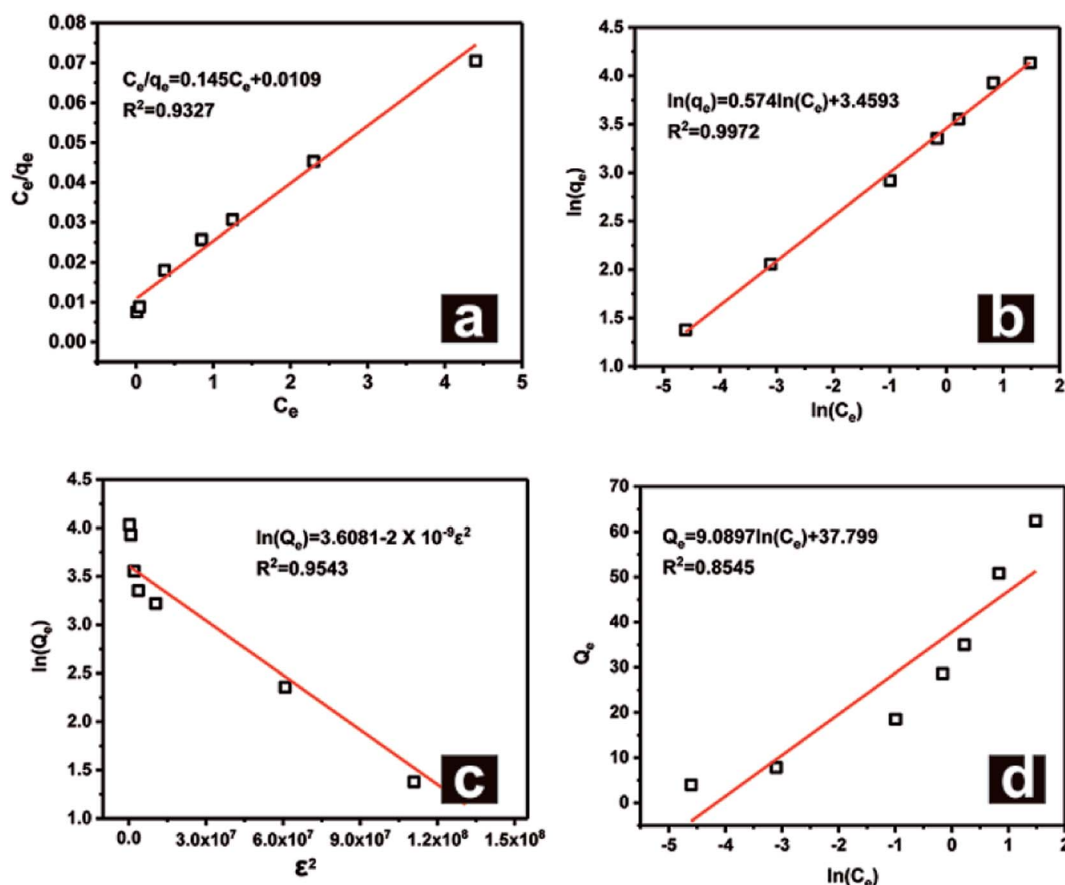 0.08
0.07
0.06
0.05
0.04
0.03
0.02
0.01
0.00
Cₑ/qₑ
Cₑ/qₑ=0.145Cₑ+0.0109
R²=0.9327
a
0 1 2 3 4 5
Cₑ
4.5
4.0
3.5
3.0
2.5
2.0
1.5
1.0
ln(qₑ)
ln(qₑ)=0.574ln(Cₑ)+3.4593
R²=0.9972
b
-5 -4 -3 -2 -1 0 1 2
ln(Cₑ)
4.5
4.0
3.5
3.0
2.5
2.0
1.5
1.0
ln(Qₑ)
ln(Qₑ)=3.6081-2 X 10⁻⁹ε²
R²=0.9543
c
0.0 3.0x10⁷ 6.0x10⁷ 9.0x10⁷ 1.2x10⁸ 1.5x10⁸
ε²
70
60
50
40
30
20
10
0
Qₑ
Qₑ=9.0897ln(Cₑ)+37.799
R²=0.8545
d
-5 -4 -3 -2 -1 0 1 2
ln(Cₑ)